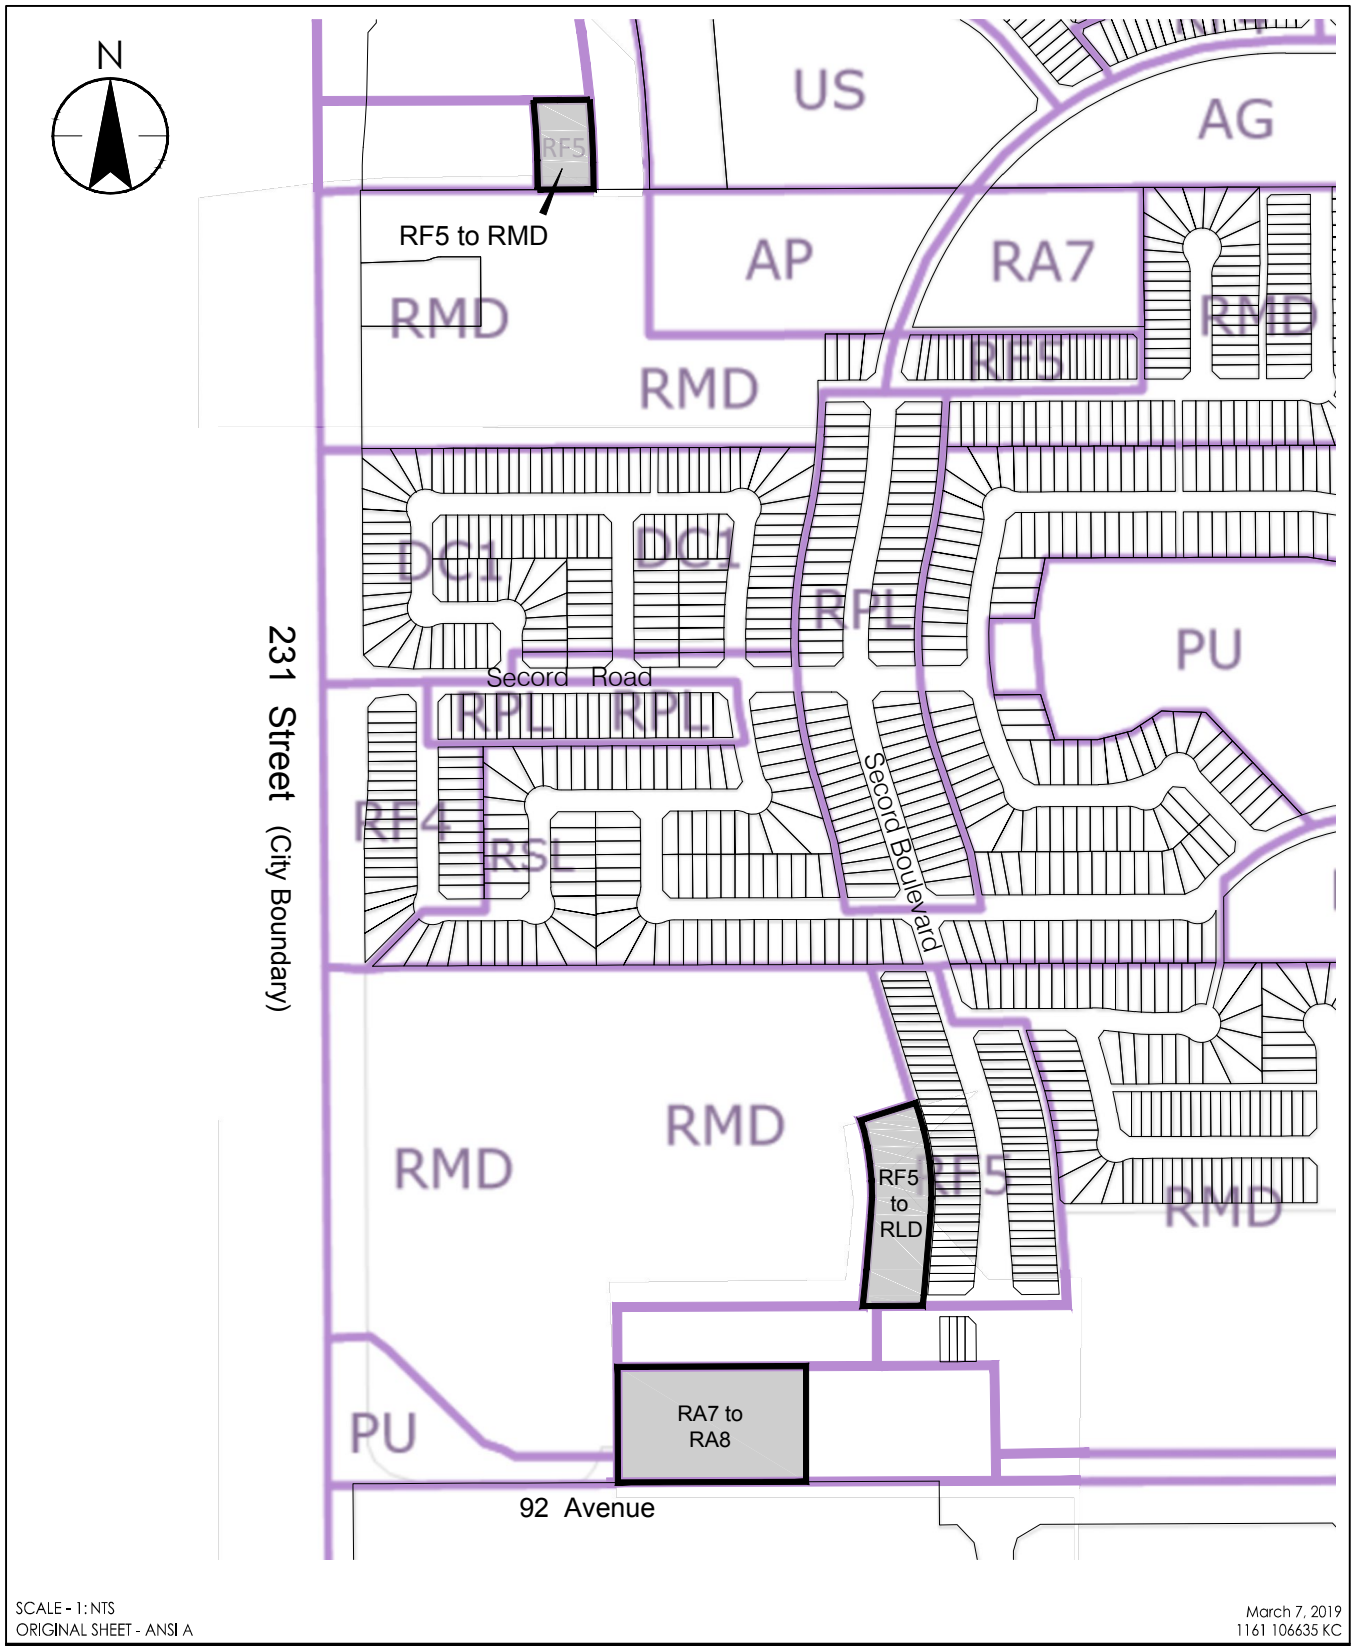 N
US
AG
RF5
RF5 to RMD
AP
RA7
RMD
RMD
RF5
RMD
DC1
DC1
RPL
PU
231 Street (City Boundary)
Secord Road
RPL
RPL
Secord Boulevard
RF4
RSL
RMD
RMD
RF5
to
RLD
RF5
RMD
RA7 to
RA8
PU
92 Avenue
SCALE - 1: NTS
ORIGINAL SHEET - ANSI A
March 7, 2019
1161 106635 KC